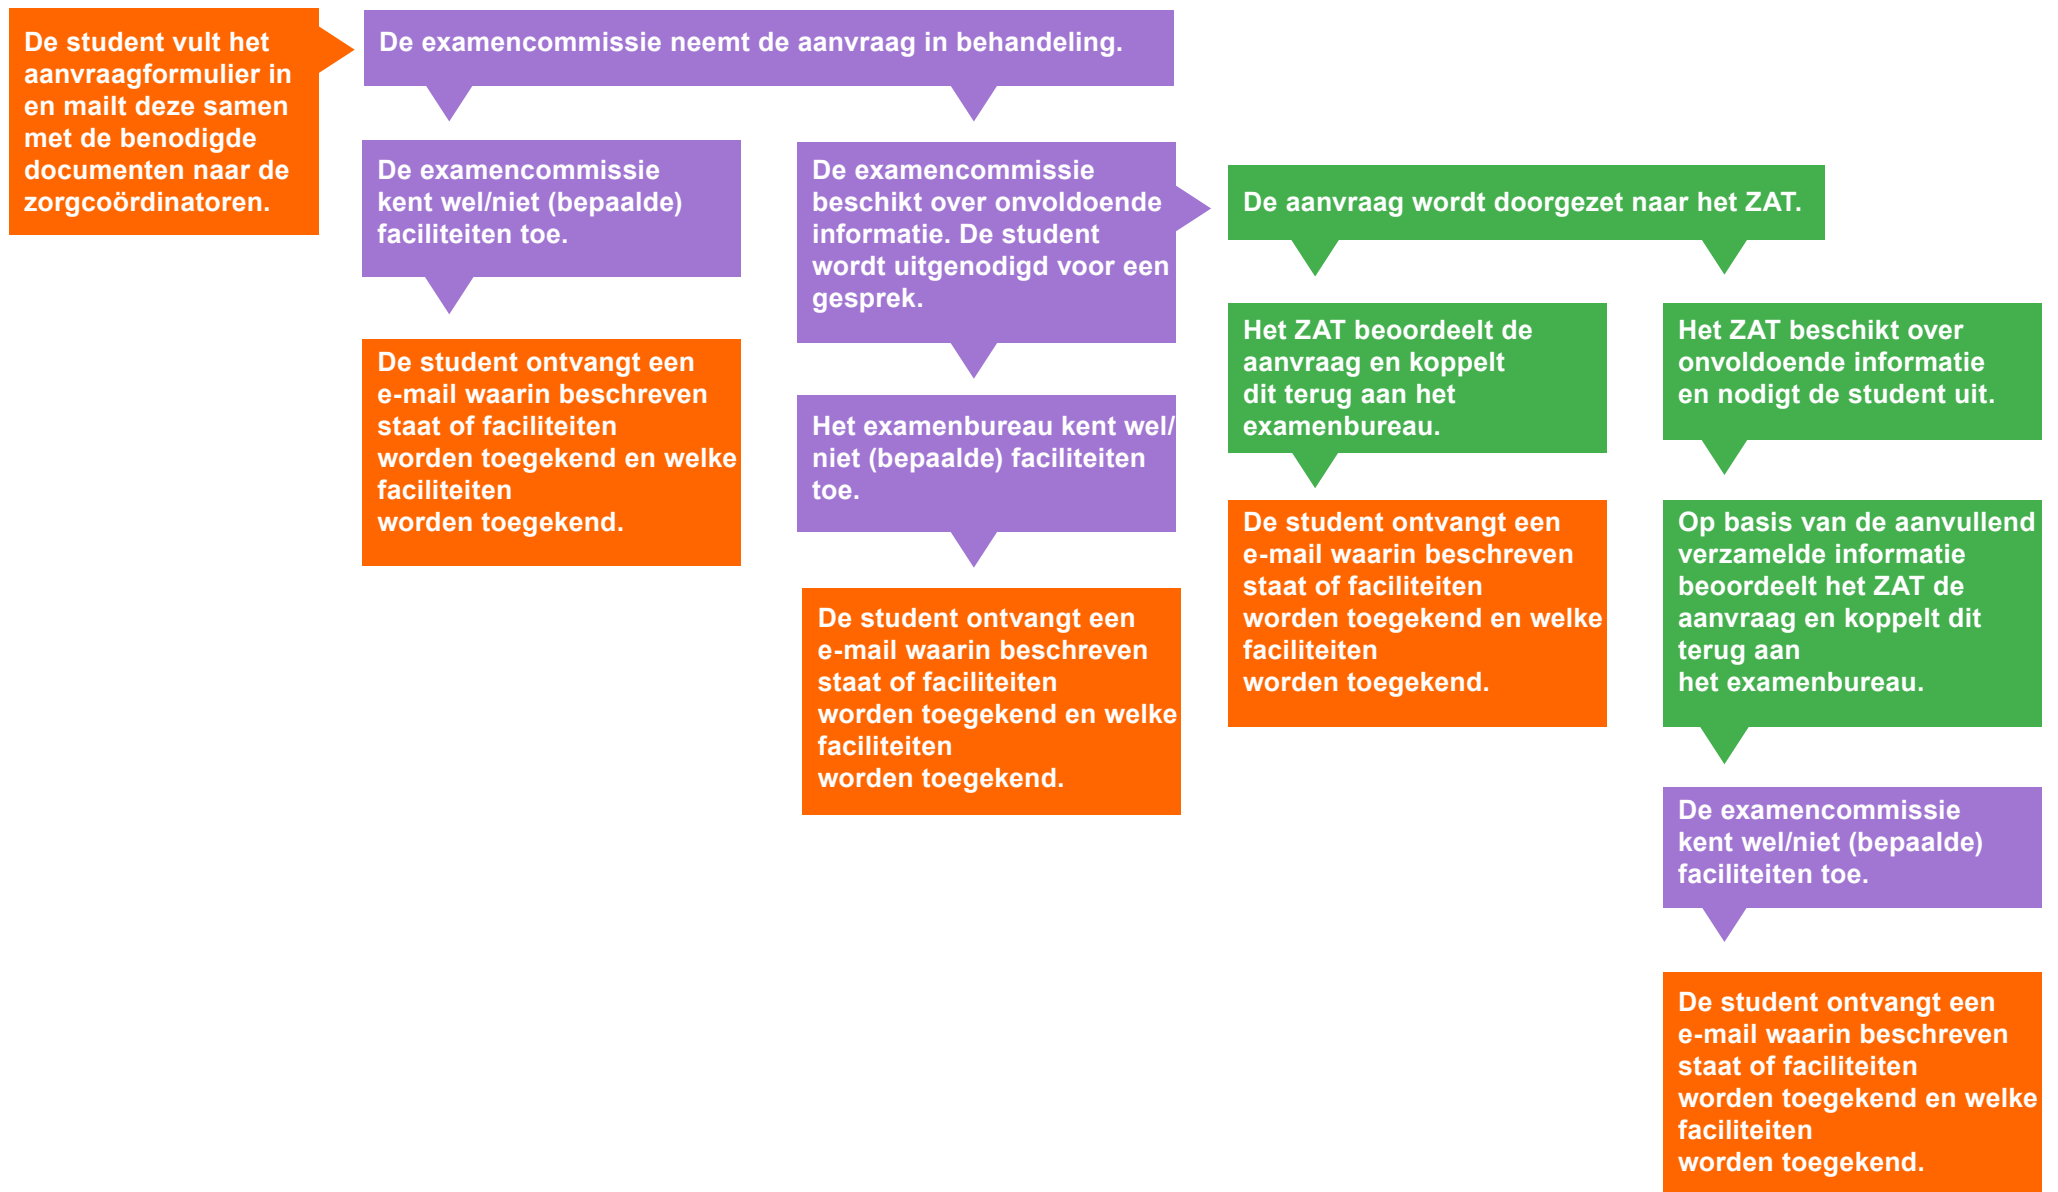 De student vult het
aanvraagformulier in
en mailt deze samen
met de benodigde
documenten naar de
zorgcoördinatoren.
De examencommissie neemt de aanvraag in behandeling.
De examencommissie
kent wel/niet (bepaalde)
faciliteiten toe.
De student ontvangt een
e-mail waarin beschreven
staat of faciliteiten
worden toegekend en welke
faciliteiten
worden toegekend.
De examencommissie
beschikt over onvoldoende
informatie. De student
wordt uitgenodigd voor een
gesprek.
Het examenbureau kent wel/
niet (bepaalde) faciliteiten
toe.
De student ontvangt een
e-mail waarin beschreven
staat of faciliteiten
worden toegekend en welke
faciliteiten
worden toegekend.
De aanvraag wordt doorgezet naar het ZAT.
Het ZAT beoordeelt de
aanvraag en koppelt
dit terug aan het
examenbureau.
De student ontvangt een
e-mail waarin beschreven
staat of faciliteiten
worden toegekend en welke
faciliteiten
worden toegekend.
Het ZAT beschikt over
onvoldoende informatie
en nodigt de student uit.
Op basis van de aanvullend
verzamelde informatie
beoordeelt het ZAT de
aanvraag en koppelt dit
terug aan
het examenbureau.
De examencommissie
kent wel/niet (bepaalde)
faciliteiten toe.
De student ontvangt een
e-mail waarin beschreven
staat of faciliteiten
worden toegekend en welke
faciliteiten
worden toegekend.